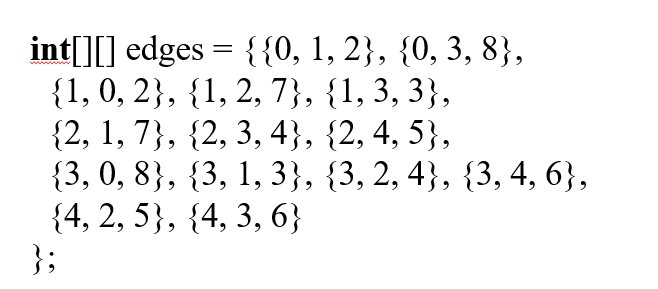 int[][] edges = {{0, 1, 2}, {0, 3, 8},
{1, 0, 2}, {1, 2, 7}, {1, 3, 3},
{2, 1, 7}, {2, 3, 4}, {2, 4, 5},
{3, 0, 8}, {3, 1, 3}, {3, 2, 4}, {3, 4, 6},
{4, 2, 5}, {4, 3, 6}
};